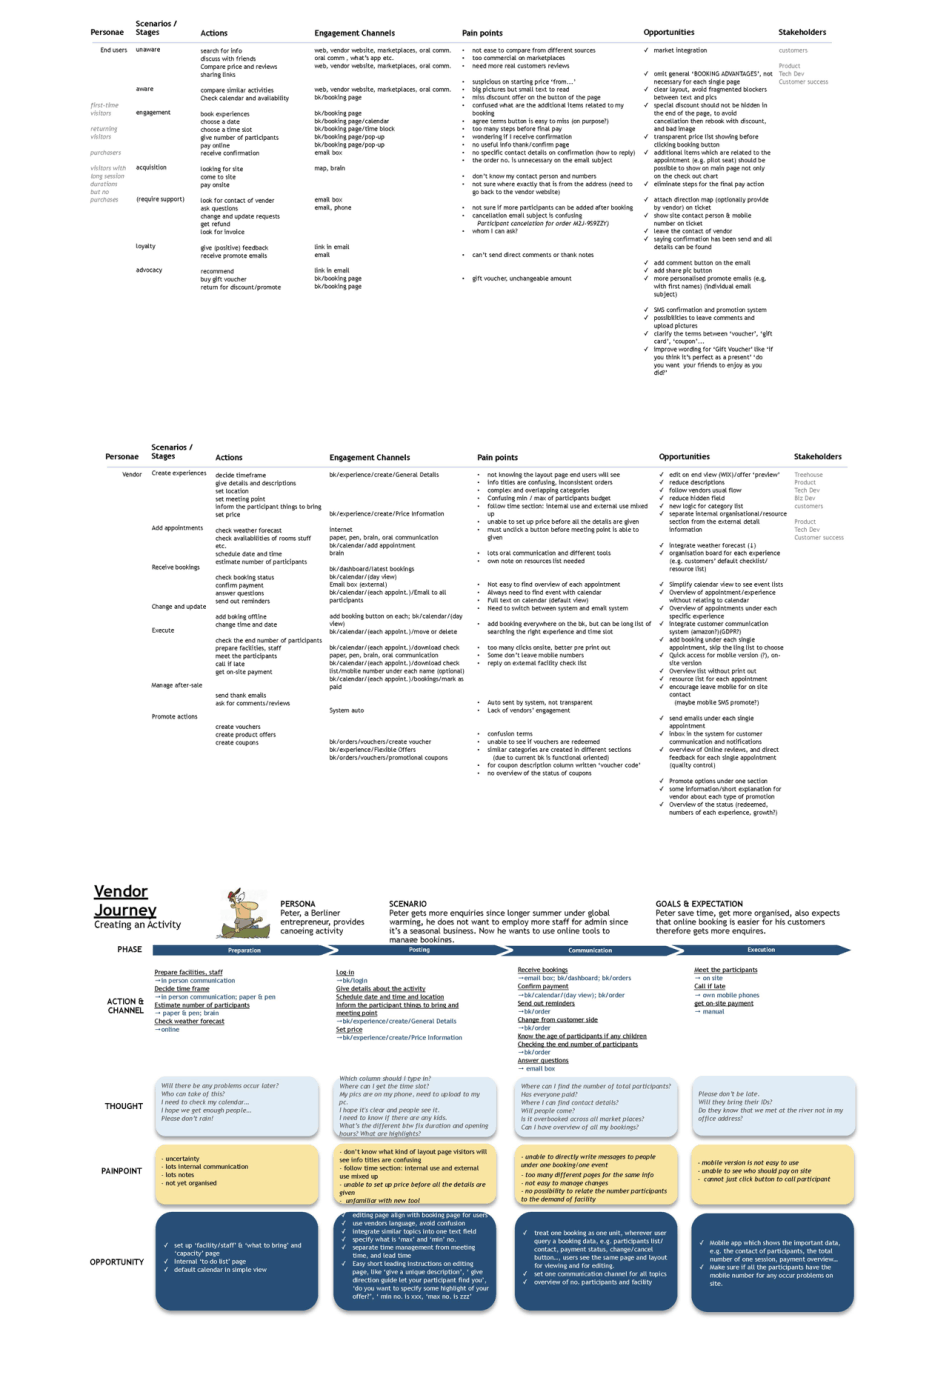 Personae
Scenarios /
Stages
Actions
Engagement Channels
Pain points
Opportunities
Stakeholders
End users
first-time
visitors
returning
visitors
purchasers
visitors with
long session
durations
but no
purchases
unaware
aware
engagement
acquisition
(require support)
loyalty
advocacy
search for info
discuss with friends
Compare price and reviews
sharing links
compare similar activities
Check calendar and availability
book experiences
choose a date
choose a time slot
give number of participants
pay online
receive confirmation
looking for site
come to site
pay onsite
look for contact of vendor
ask questions
change and update requests
get refund
look for invoice
give (positive) feedback
receive promote emails
recommend
buy gift voucher
return for discount/promote
web, vendor website, marketplaces, oral comm.
oral comm , what's app etc.
web, vendor website, marketplaces, oral comm.
web, vendor website, marketplaces, oral comm.
bk/booking page
bk/booking page
bk/booking page/calendar
bk/booking page/time block
bk/booking page/pop-up
bk/booking page/pop-up
email box
map, brain
email box
email, phone
link in email
email
link in email
bk/booking page
bk/booking page
• not ease to compare from different sources
• too commercial on marketplaces
• need more real customers reviews
• suspicious on starting price 'from...'
• big pictures but small text to read
• miss discount offer on the button of the page
• confused what are the additional items related to my
booking
• agree terms button is easy to miss (on purpose?)
• too many steps before final pay
• wondering if I receive confirmation
• no useful info thank/confirm page
• no specific contact details on confirmation (how to reply)
• the order no. is unnecessary on the email subject
• don't know my contact person and numbers
• not sure where exactly that is from the address (need to
go back to the vendor website)
• not sure if more participants can be added after booking
• cancellation email subject is confusing
Participant cancelation for order M2J-9S9ZZY)
• whom I can ask?
• can't send direct comments or thank notes
• gift voucher, unchangeable amount
✓ market integration
✓ omit general 'BOOKING ADVANTAGES', not
necessary for each single page
✓ clear layout, avoid fragmented blockers
between text and pics
✓ special discount should not be hidden in
the end of the page, to avoid
cancellation then rebook with discount,
and bad image
✓ transparent price list showing before
clicking booking button
✓ additional items which are related to the
appointment (e.g. pilot seat) should be
possible to show on main page not only
on the check out chart
✓ eliminate steps for the final pay action
✓ attach direction map (optionally provide
by vendor) on ticket
✓ show site contact person & mobile
number on ticket
✓ leave the contact of vendor
✓ saying confirmation has been send and all
details can be found
✓ add comment button on the email
✓ add share pic button
✓ more personalised promote emails (e.g,
with first names) (individual email
subject)
✓ SMS confirmation and promotion system
✓ possibilities to leave comments and
upload pictures
✓ clarify the terms between 'voucher', 'gift
card', 'coupon'...
✓ Improve wording for 'Gift Voucher' like 'if
you think it's perfect as a present' 'do
you want your friends to enjoy as you
did?'
customers
Product
Tech Dev
Customer success
Personae
Scenarios /
Stages
Actions
Engagement Channels
Pain points
Opportunities
Stakeholders
Vendor
Create experiences
Add appointments
Receive bookings
Change and update
Execute
Manage after-sale
Promote actions
decide timeframe
give details and descriptions
set location
set meeting point
inform the participant things to bring
set price
check weather forecast
check availabilities of rooms stuff
etc.
schedule date and time
estimate number of participants
check booking status
confirm payment
answer questions
send out reminders
add boking offline
change time and date
check the end number of participants
prepare facilities, staff
meet the participants
call if late
get on-site payment
send thank emails
ask for comments/reviews
create vouchers
create product offers
create coupons
bk/experience/create/General Details
bk/experience/create/Price Information
internet
paper, pen, brain, oral communication
bk/calendar/add appointment
brain
bk/dashboard/latest bookings
bk/calendar/(day view)
Email box (external)
bk/calendar/(each appoint.)/Email to all
participants
add booking button on each; bk/calendar/(day
view)
bk/calendar/(each appoint.)/move or delete
bk/calendar/(each appoint.)/download check
paper, pen, brain, oral communication
bk/calendar/(each appoint.)/download check
list/mobile number under each name (optional)
bk/calendar/(each appoint.)/bookings/mark as
paid
System auto
bk/orders/vouchers/create voucher
bk/experience/Flexible Offers
bk/orders/vouchers/promotional coupons
• not knowing the layout page end users will see
• info titles are confusing, inconsistent orders
• complex and overlapping categories
• Confusing min / max of participants budget
• follow time section: internal use and external use mixed
up
• unable to set up price before all the details are given
• must unclick a button before meeting point is able to
given
• lots oral communication and different tools
• own note on resources list needed
• Not easy to find overview of each appointment
• Always need to find event with calendar
• Full text on calendar (default view)
• Need to switch between system and email system
• add booking everywhere on the bk, but can be long list of
searching the right experience and time slot
• too many clicks onsite, better pre print out
• Some don't leave mobile numbers
• reply on external facility check list
• Auto sent by system, not transparent
• Lack of vendors' engagement
• confusion terms
• unable to see if vouchers are redeemed
• similar categories are created in different sections
(due to current bk is functional oriented)
• for coupon description column written 'voucher code'
• no overview of the status of coupons
✓ edit on end view (WIX)/offer 'preview'
✓ reduce descriptions
✓ follow vendors usual flow
✓ reduce hidden field
✓ new logic for category list
✓ separate internal organisational/resource
section from the external detail
information
✓ integrate weather forecast (L)
✓ organisation board for each experience
(e.g. customers' default checklist/
resource list)
✓ Simplify calendar view to see event lists
✓ Overview of appointment/experience
without relating to calendar
✓ Overview of appointments under each
specific experience
✓ Integrate customer communication
system (amazon?)(GDPR?)
✓ add booking under each single
appointment, skip the ling list to choose
✓ Quick access for mobile version (?), on-
site version
✓ Overview list without print out
✓ resource list for each appointment
✓ encourage leave mobile for on site
contact
(maybe mobile SMS promote?)
✓ send emails under each single
appointment
✓ Inbox in the system for customer
communication and notifications
✓ overview of Online reviews, and direct
feedback for each single appointment
(quality control)
✓ Promote options under one section
✓ some information/short explanation for
vendor about each type of promotion
✓ Overview of the status (redeemed,
numbers of each experience, growth?)
Treehouse
Product
Tech Dev
Biz Dev
customers
Product
Tech Dev
Customer success
Vendor
Journey
Creating an Activity
PERSONA
Peter, a Berliner
entrepreneur, provides
canoeing activity
SCENARIO
Peter gets more enquiries since longer summer under global
warming, he does not want to employ more staff for admin since
it's a seasonal business. Now he wants to use online tools to
manage bookings.
GOALS & EXPECTATION
Peter save time, get more organised, also expects
that online booking is easier for his customers
therefore gets more enquires.
PHASE
Preparation
Posting
Communication
Execution
ACTION &
CHANNEL
Prepare facilities, staff
→in person communication
Decide time frame
→in person communication; paper & pen
Estimate number of participants
→ paper & pen; brain
Check weather forecast
→online
Log-in
→bk/login
Give details about the activity
Schedule date and time and location
Inform the participant things to bring and
meeting point
→bk/experience/create/General Details
Set price
→bk/experience/create/Price Information
Receive bookings
→email box; bk/dashboard; bk/orders
Confirm payment
→bk/calendar/(day view); bk/order
Send out reminders
→bk/order
Change from customer side
→bk/order
Know the age of participants if any children
Checking the end number of participants
→bk/order
Answer questions
→ email box
Meet the participants
→ on site
Call if late
→ own mobile phones
get on-site payment
→ manual
THOUGHT
Will there be any problems occur later?
Who can take of this?
I need to check my calendar...
I hope we get enough people...
Please don't rain!
Which column should I type in?
Where can I get the time slot?
My pics are on my phone, need to upload to my
pc.
I hope it's clear and people see it.
I need to know if there are any kids.
What's the different btw fix duration and opening
hours? What are highlights?
Where can I find the number of total participants?
Has everyone paid?
Where I can find contact details?
Will people come?
Is it overbooked across all market places?
Can I have overview of all my bookings?
Please don't be late.
Will they bring their IDs?
Do they know that we met at the river not in my
office address?
PAINPOINT
- uncertainty
- lots internal communication
- lots notes
- not yet organised
- don't know what kind of layout page visitors will
see info titles are confusing
- follow time section: internal use and external
use mixed up
- unable to set up price before all the details are
given
- unfamiliar with new tool
- unable to directly write messages to people
under one booking/one event
- too many different pages for the same info
- not easy to manage changes
- no possibility to relate the number participants
to the demand of facility
- mobile version is not easy to use
- unable to see who should pay on site
- cannot just click button to call participant
OPPORTUNITY
✓ set up 'facility/staff' & 'what to bring' and
'capacity' page
✓ Internal 'to do list' page
✓ default calendar in simple view
✓ editing page align with booking page for users
✓ use vendors language, avoid confusion
✓ integrate similar topics into one text field
✓ specify what is 'max' and 'min' no.
✓ separate time management from meeting
time, and lead time
✓ Easy short leading instructions on editing
page, like 'give a unique description', ' give
direction guide let your participant find you',
'do you want to specify some highlight of your
offer?', ' min no. is xxx, 'max no. is zzz'
✓ treat one booking as one unit, wherever user
query a booking data, e.g. participants list/
contact, payment status, change/cancel
button..., users see the same page and layout
for viewing and for editing.
✓ set one communication channel for all topics
✓ overview of no. participants and facility
✓ Mobile app which shows the important data,
e.g. the contact of participants, the total
number of one session, payment overview...
✓ Make sure if all the participants have the
mobile number for any occur problems on
site.